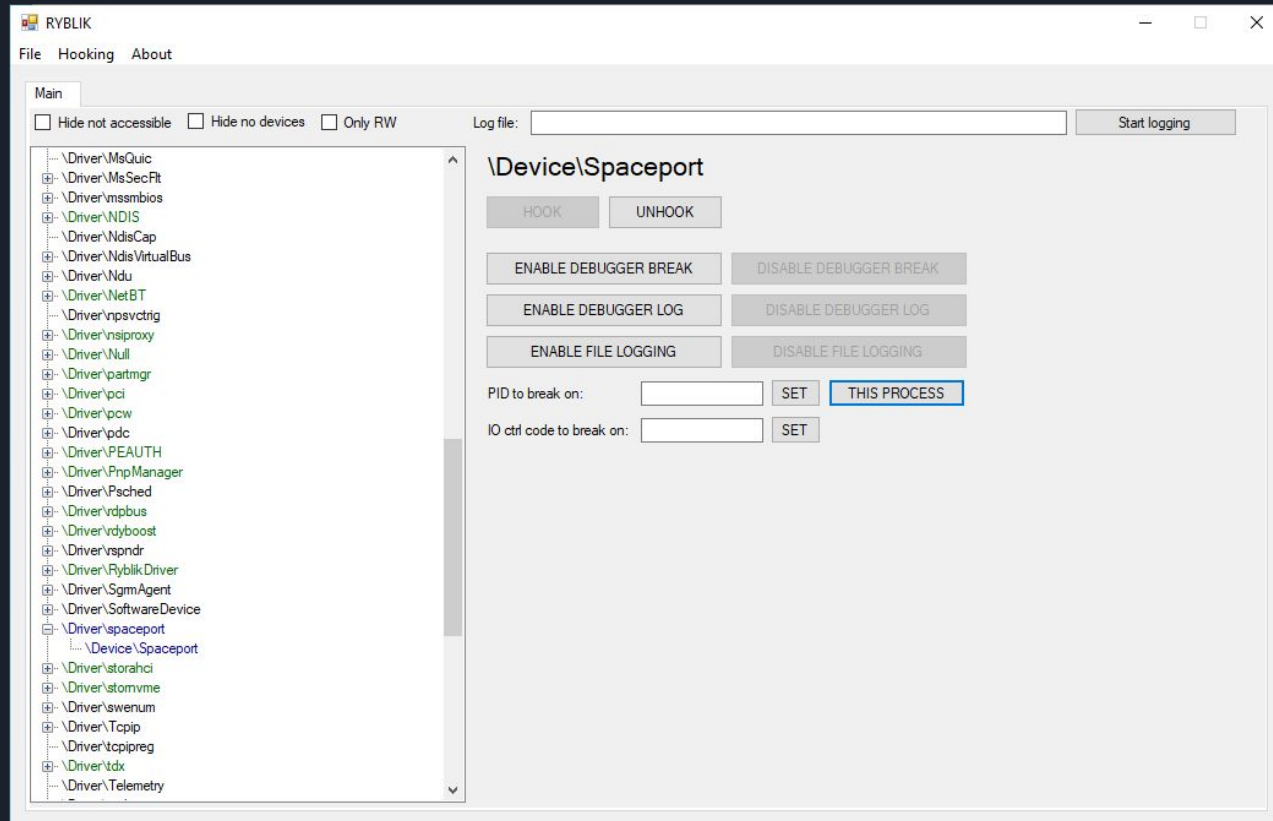 RYBLIK
File Hooking About
Main
Hide not accessible Hide no devices Only RW Log file: Start logging
\Driver\MsQuic
\Driver\MsSecFlt
\Driver\mssmbios
\Driver\NDIS
\Driver\NdisCap
\Driver\NdisVirtualBus
\Driver\Ndu
\Driver\NetBT
\Driver\npsvctrig
\Driver\nsiproxy
\Driver\Null
\Driver\partmgr
\Driver\pci
\Driver\pcw
\Driver\pdc
\Driver\PEAUTH
\Driver\PnpManager
\Driver\Psched
\Driver\rdpbus
\Driver\rdyboost
\Driver\rspndr
\Driver\RyblikDriver
\Driver\SgrmAgent
\Driver\SoftwareDevice
\Driver\spaceport
\Device\Spaceport
\Driver\storahci
\Driver\stornvme
\Driver\swenum
\Driver\Tcpip
\Driver\tcpipreg
\Driver\tdx
\Driver\Telemetry
\Device\Spaceport
HOOK UNHOOK
ENABLE DEBUGGER BREAK DISABLE DEBUGGER BREAK
ENABLE DEBUGGER LOG DISABLE DEBUGGER LOG
ENABLE FILE LOGGING DISABLE FILE LOGGING
PID to break on: SET THIS PROCESS
IO ctrl code to break on: SET